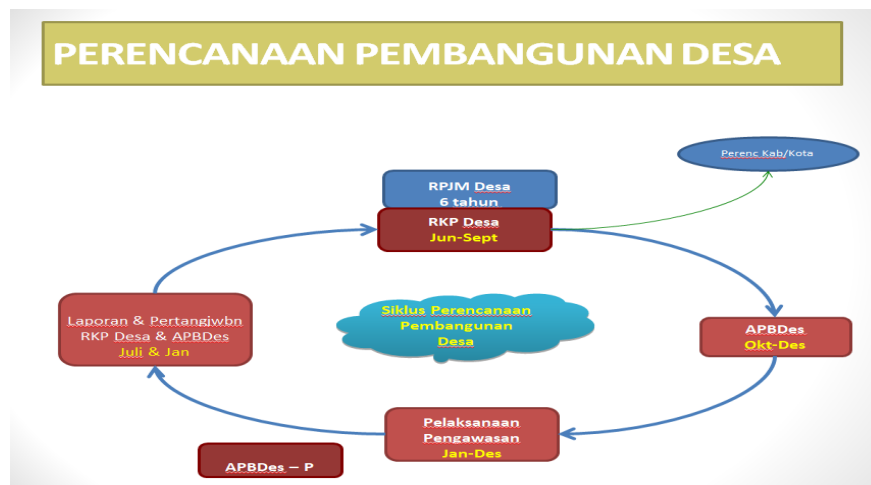 PERENCANAAN PEMBANGUNAN DESA
Perenc Kab/Kota
RPJM Desa
6 tahun
RKP Desa
Jun-Sept
Laporan & Pertangjwbn
RKP Desa & APBDes
Juli & Jan
Siklus Perencanaan
Pembangunan
Desa
APBDes
Okt-Des
Pelaksanaan
Pengawasan
Jan-Des
APBDes – P